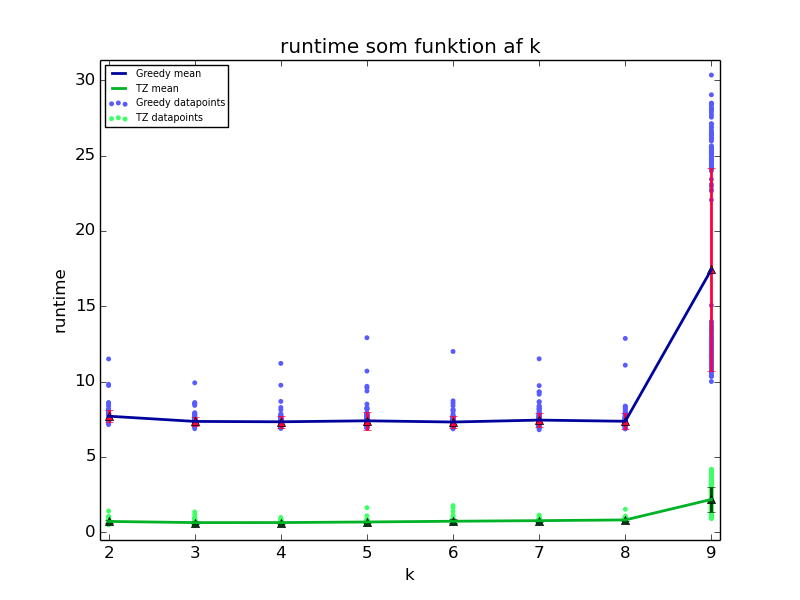 runtime som funktion af k
Greedy mean
TZ mean
Greedy datapoints
TZ datapoints
30
25
20
15
10
5
0
runtime
2 3 4 5 6 7 8 9
k